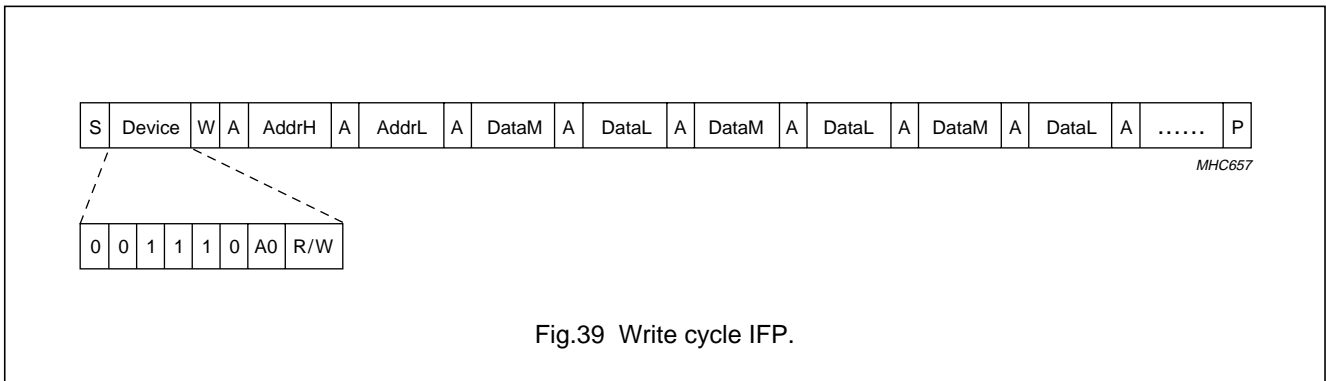 S Device W A AddrH A AddrL A DataM A DataL A DataM A DataL A DataM A DataL A ...... P
MHC657
0 0 1 1 1 0 A0 R/W
Fig.39 Write cycle IFP.